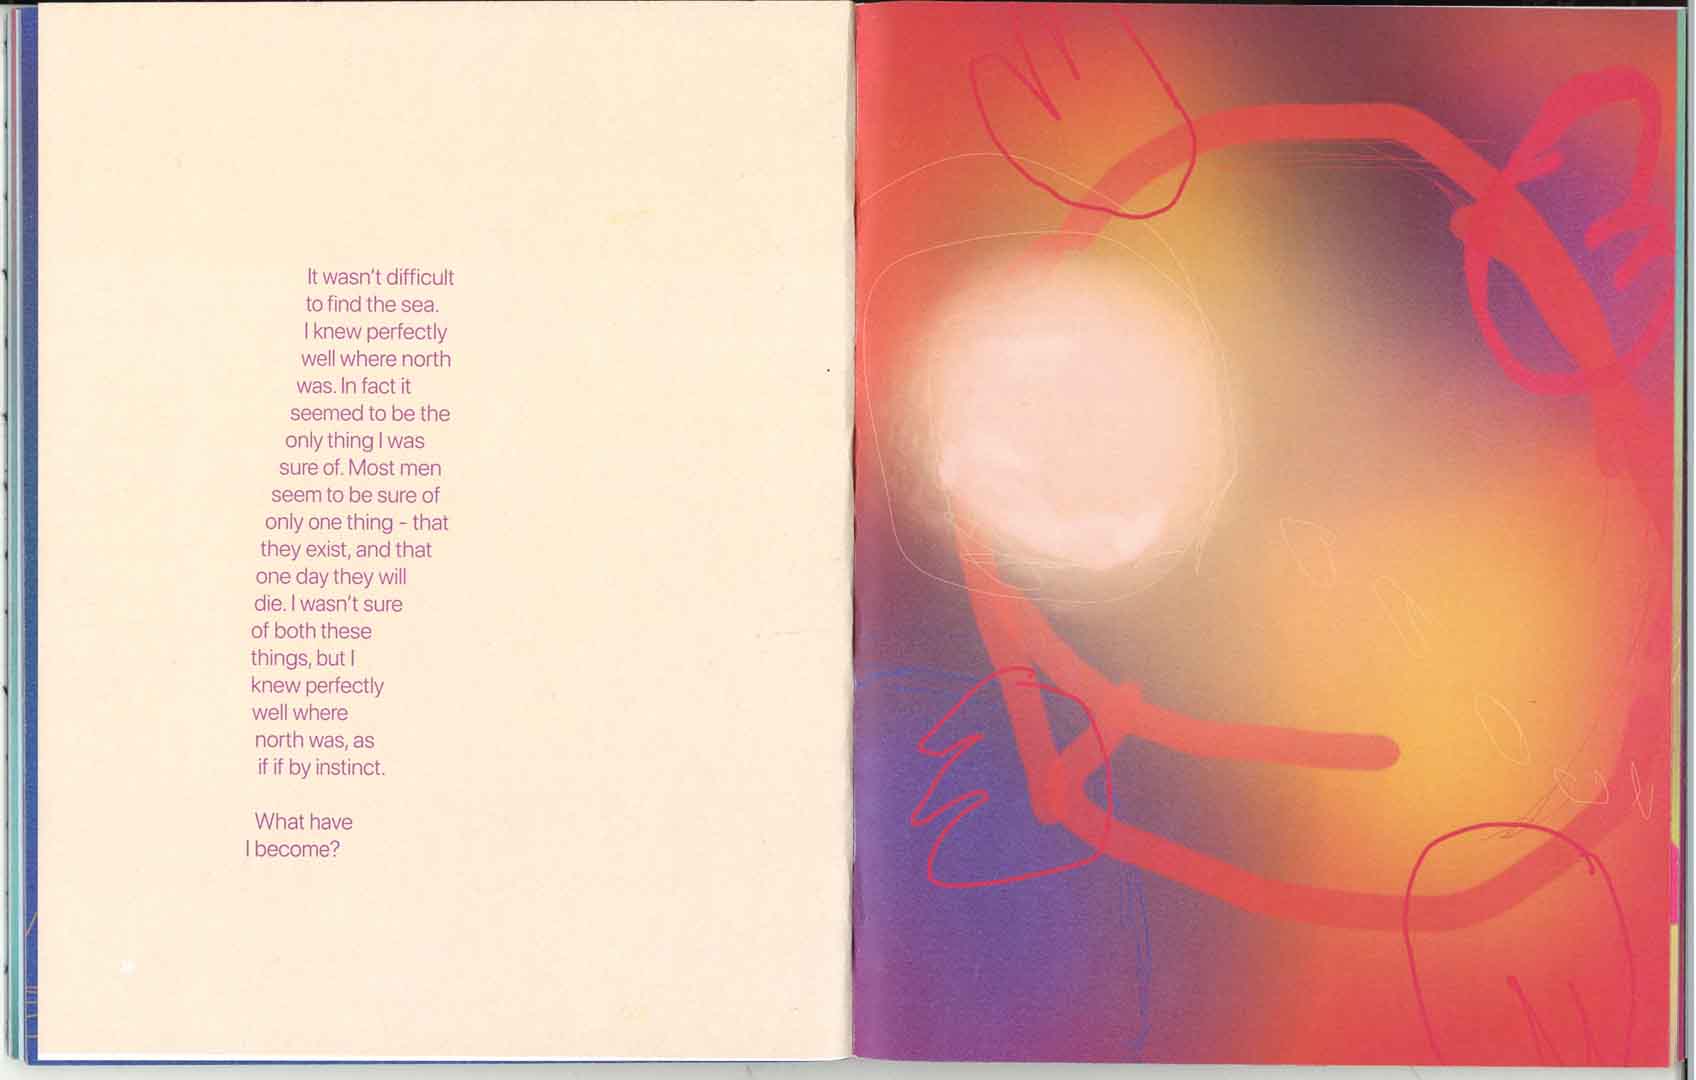 It wasn't difficult
to find the sea.
I knew perfectly
well where north
was. In fact it
seemed to be the
only thing I was
sure of. Most men
seem to be sure of
only one thing - that
they exist, and that
one day they will
die. I wasn't sure
of both these
things, but I
knew perfectly
well where
north was, as
if if by instinct.
What have
I become?